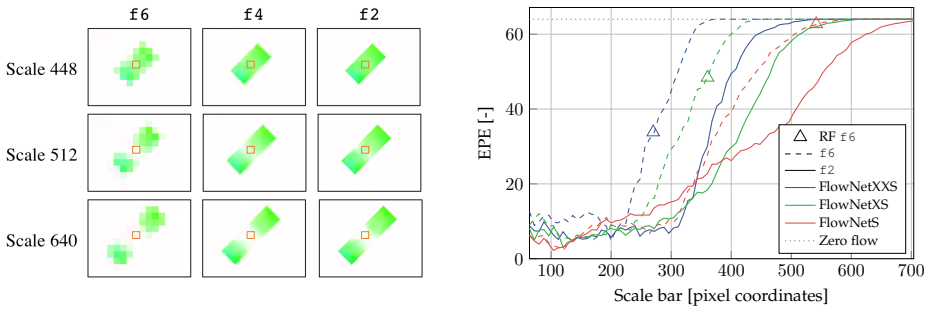 f6 f4 f2
Scale 448
Scale 512
Scale 640
EPE [-]
60
40
20
0
100 200 300 400 500 600 700
Scale bar [pixel coordinates]
RF f6
f6
f2
FlowNetXXS
FlowNetXS
FlowNetS
Zero flow